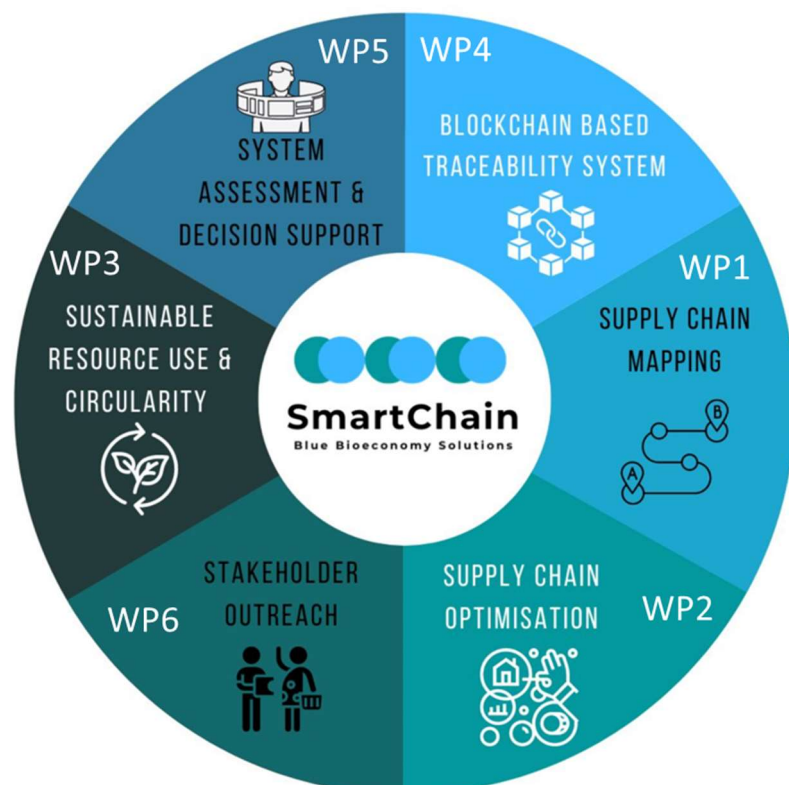 WP5
SYSTEM
ASSESSMENT &
DECISION SUPPORT
WP4
BLOCKCHAIN BASED
TRACEABILITY SYSTEM
WP1
SUPPLY CHAIN
MAPPING
B
A
WP2
SUPPLY CHAIN
OPTIMISATION
WP6
STAKEHOLDER
OUTREACH
WP3
SUSTAINABLE
RESOURCE USE &
CIRCULARITY
SmartChain
Blue Bioeconomy Solutions